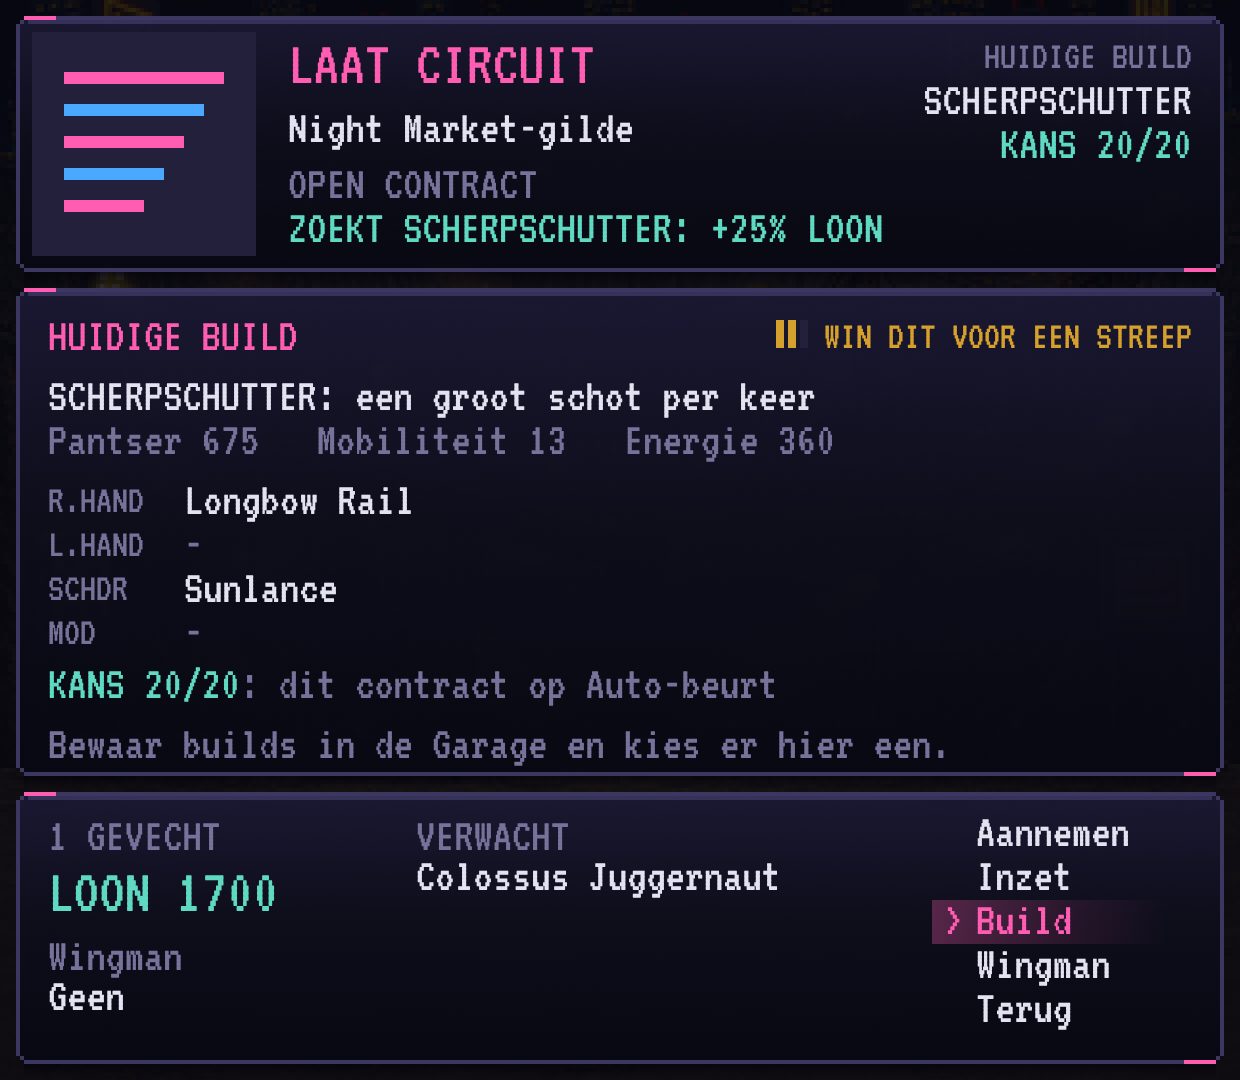 LAAT CIRCUIT
Night Market-gilde
OPEN CONTRACT
ZOEKT SCHERPSCHUTTER: +25% LOON
HUIDIGE BUILD
SCHERPSCHUTTER
KANS 20/20
HUIDIGE BUILD
WIN DIT VOOR EEN STREEP
SCHERPSCHUTTER: een groot schot per keer
Pantser 675 Mobiliteit 13 Energie 360
R.HAND Longbow Rail
L.HAND -
SCHDR Sunlance
MOD -
KANS 20/20: dit contract op Auto-beurt
Bewaar builds in de Garage en kies er hier een.
1 GEVECHT
LOON 1700
Wingman
Geen
VERWACHT
Colossus Juggernaut
Aannemen
Inzet
> Build
Wingman
Terug